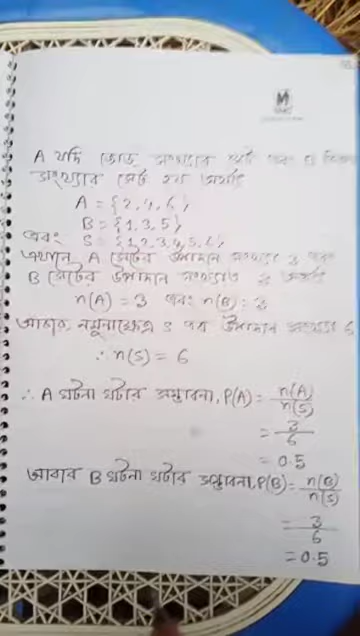 A যদি জোড় সংখ্যার সেট এবং B বিজোড়
সংখ্যার সেট হয় অর্থাৎ
A = {2,4,6},
B = {1,3,5},
এবং S = {1,2,3,4,5,6},
এখানে A সেটের উপাদান সংখ্যা 3 এবং
B সেটের উপাদান সংখ্যাও 3 অর্থাৎ
n(A) = 3 এবং n(B) = 3
আবার নমুনাক্ষেত্র S এর উপাদান সংখ্যা 6
∴ n(S) = 6
∴ A ঘটনা ঘটার সম্ভাবনা, P(A) = n(A)/n(S)
= 3/6
= 0.5
আবার B ঘটনা ঘটার সম্ভাবনা, P(B) = n(B)/n(S)
= 3/6
= 0.5